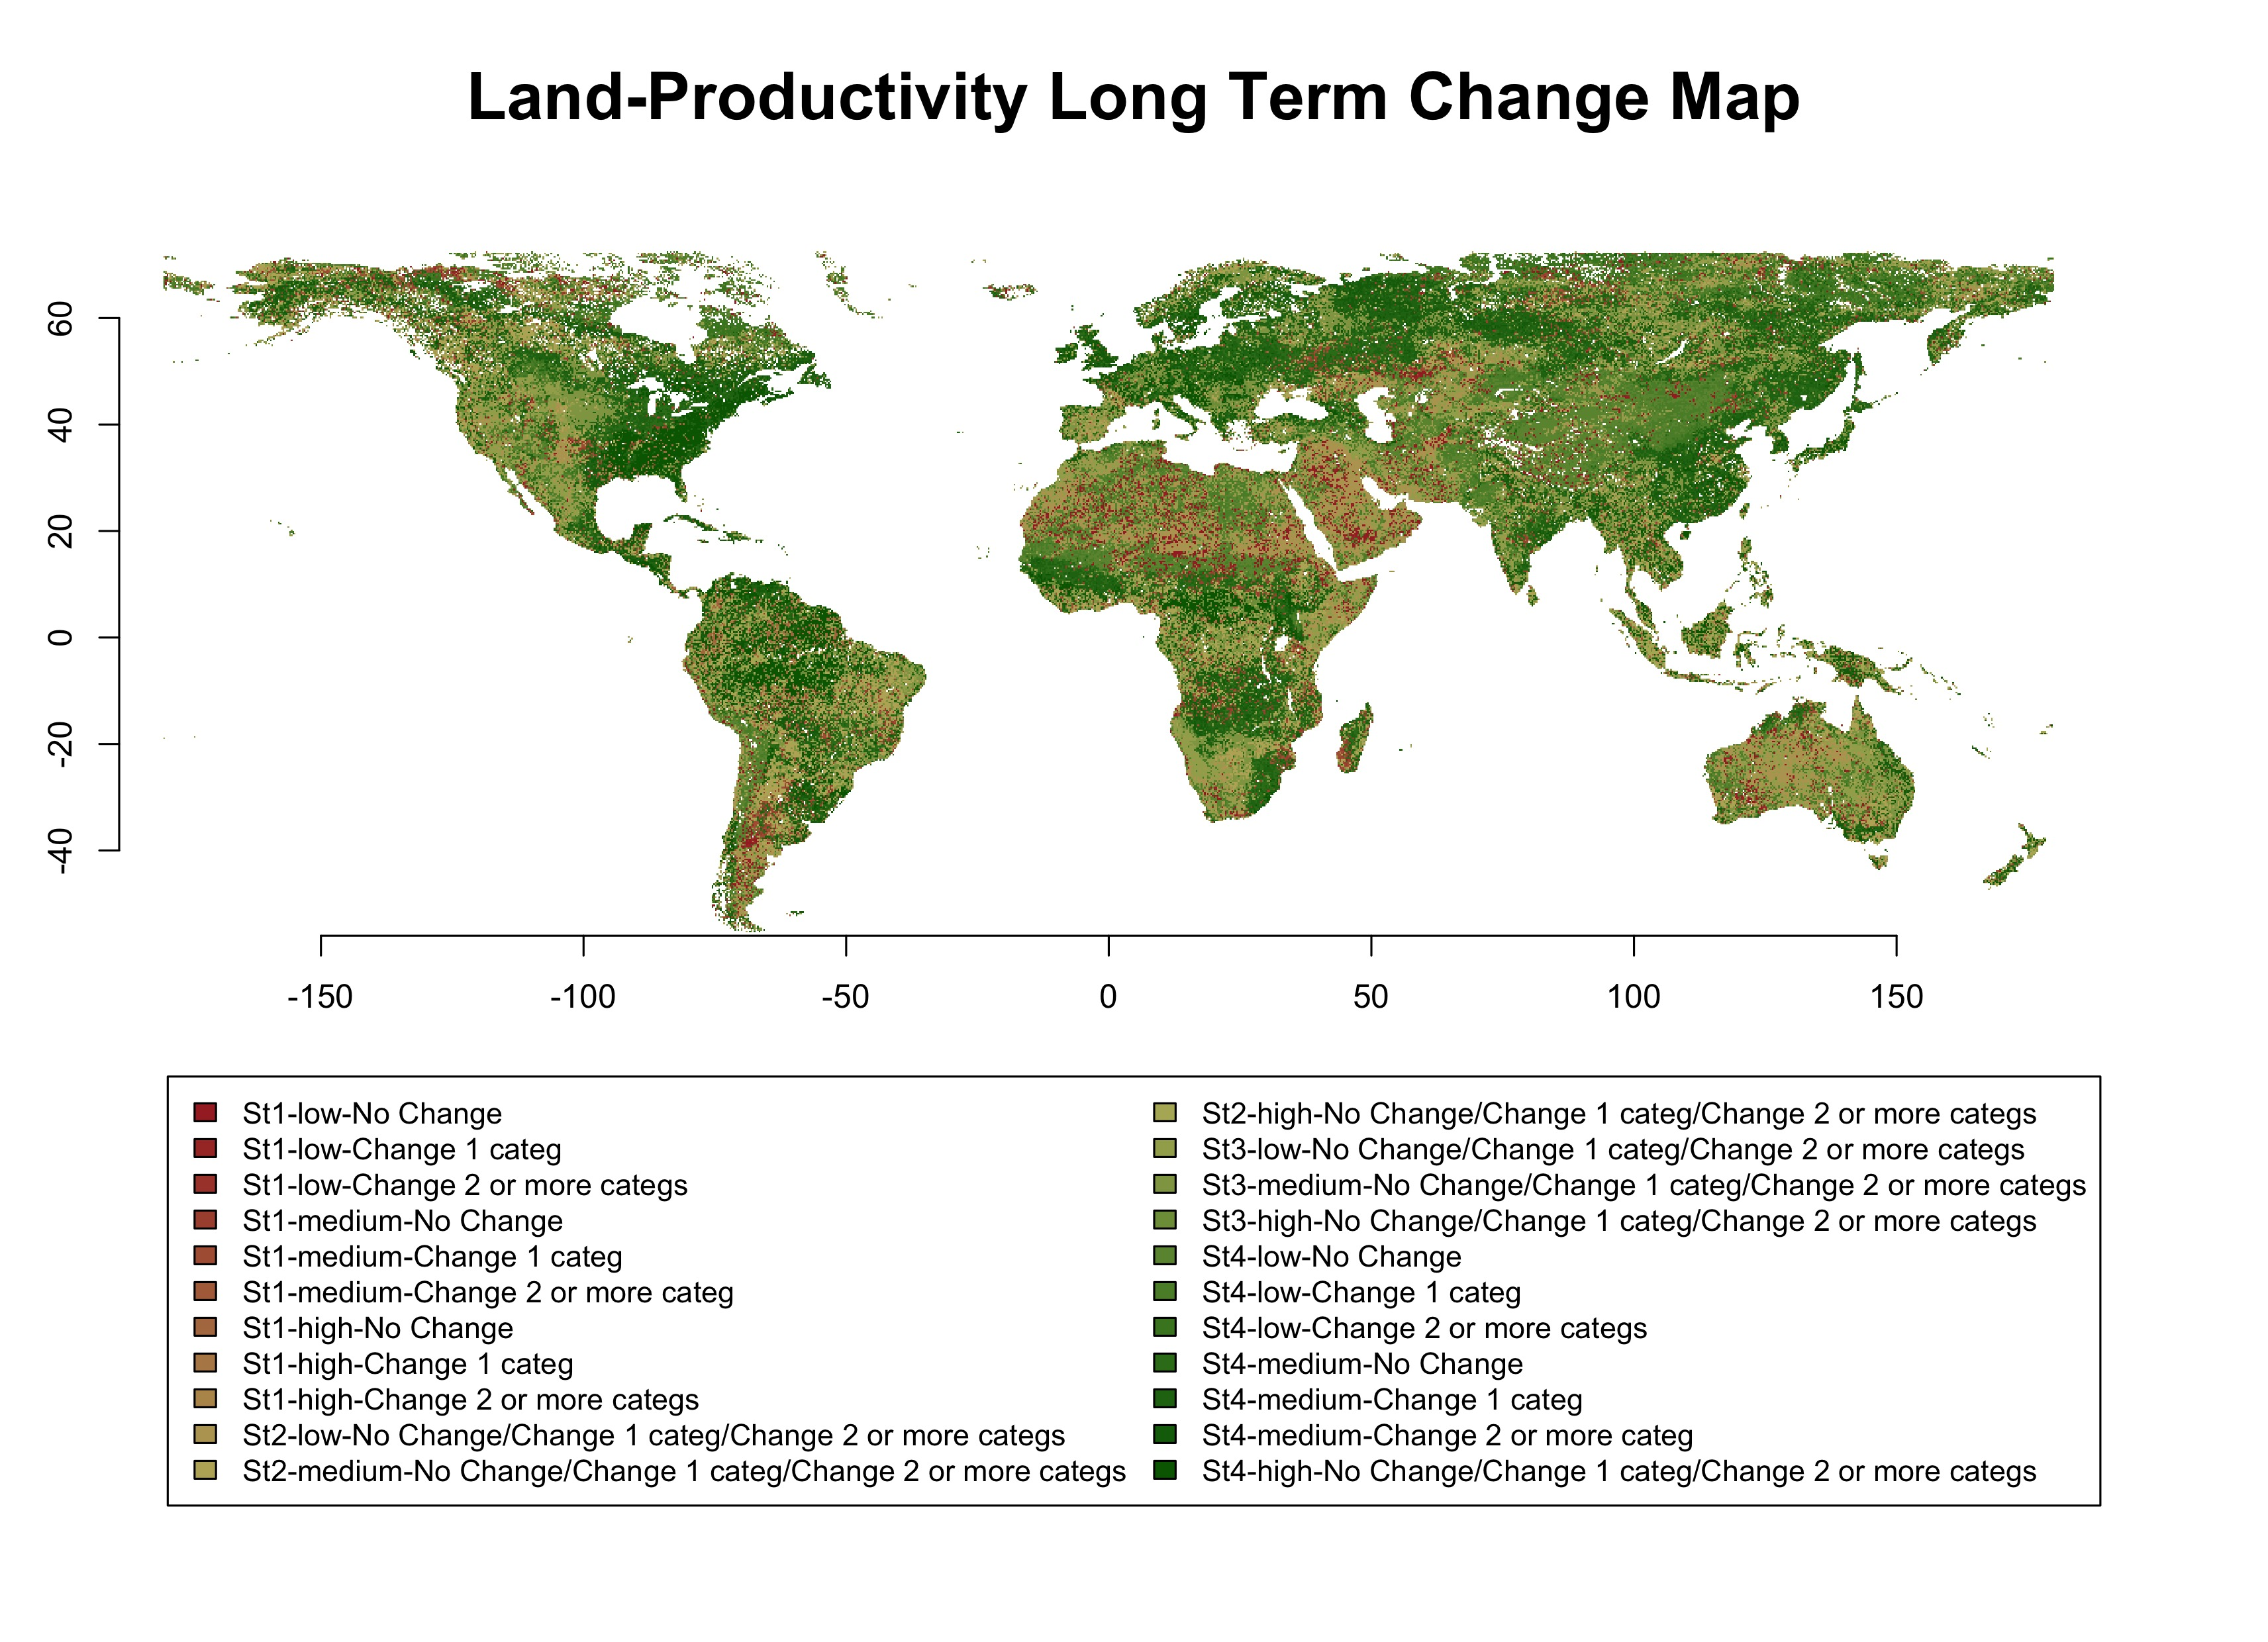 Land-Productivity Long Term Change Map
60
40
20
0
-20
-40
-150
-100
-50
0
50
100
150
St1-low-No Change
St1-low-Change 1 categ
St1-low-Change 2 or more categs
St1-medium-No Change
St1-medium-Change 1 categ
St1-medium-Change 2 or more categ
St1-high-No Change
St1-high-Change 1 categ
St1-high-Change 2 or more categs
St2-low-No Change/Change 1 categ/Change 2 or more categs
St2-medium-No Change/Change 1 categ/Change 2 or more categs
St2-high-No Change/Change 1 categ/Change 2 or more categs
St3-low-No Change/Change 1 categ/Change 2 or more categs
St3-medium-No Change/Change 1 categ/Change 2 or more categs
St3-high-No Change/Change 1 categ/Change 2 or more categs
St4-low-No Change
St4-low-Change 1 categ
St4-low-Change 2 or more categs
St4-medium-No Change
St4-medium-Change 1 categ
St4-medium-Change 2 or more categ
St4-high-No Change/Change 1 categ/Change 2 or more categs